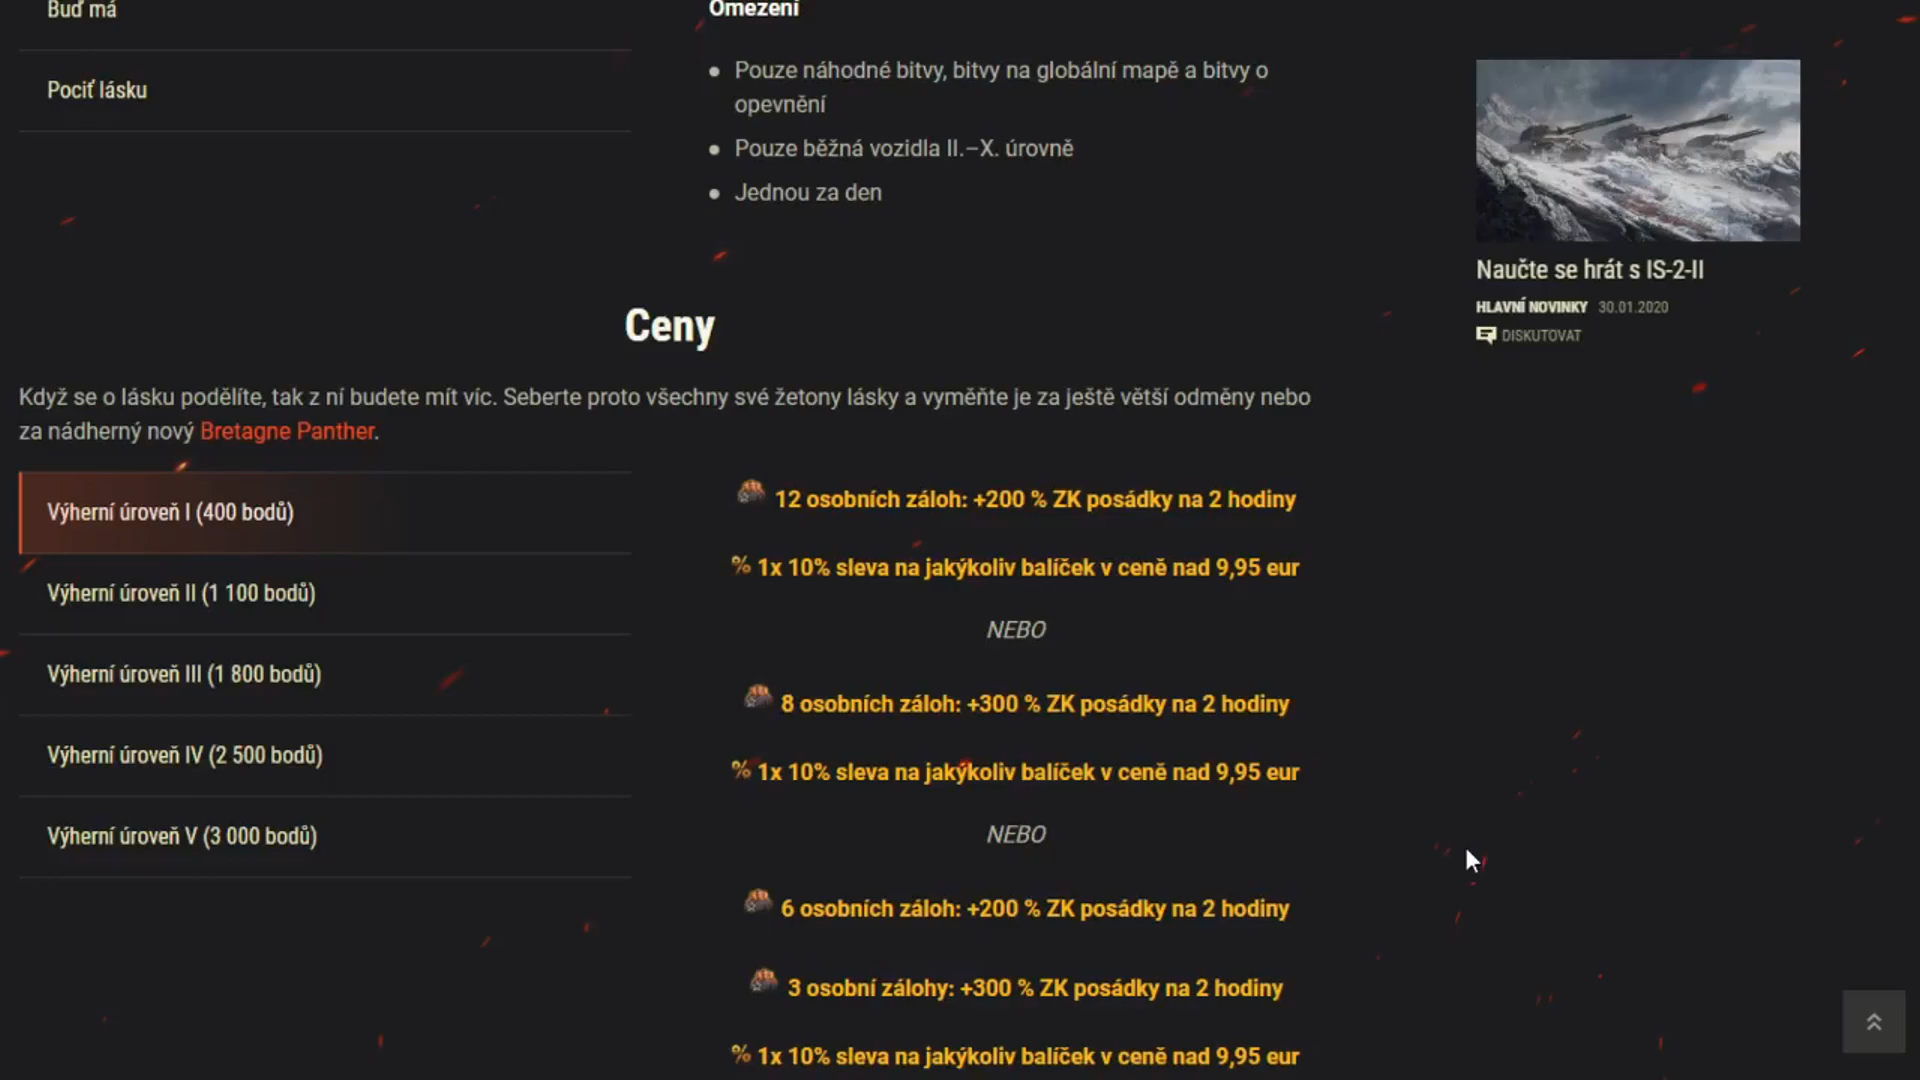 Buď má
Pociť lásku
Omezení
Pouze náhodné bitvy, bitvy na globální mapě a bitvy o
opevnění
Pouze běžná vozidla II.–X. úrovně
Jednou za den
Naučte se hrát s IS-2-II
HLAVNÍ NOVINKY 30.01.2020
DISKUTOVAT
Ceny
Když se o lásku podělíte, tak z ní budete mít víc. Seberte proto všechny své žetony lásky a vyměňte je za ještě větší odměny nebo
za nádherný nový Bretagne Panther.
Výherní úroveň I (400 bodů)
Výherní úroveň II (1 100 bodů)
Výherní úroveň III (1 800 bodů)
Výherní úroveň IV (2 500 bodů)
Výherní úroveň V (3 000 bodů)
12 osobních záloh: +200 % ZK posádky na 2 hodiny
% 1x 10% sleva na jakýkoliv balíček v ceně nad 9,95 eur
NEBO
8 osobních záloh: +300 % ZK posádky na 2 hodiny
% 1x 10% sleva na jakýkoliv balíček v ceně nad 9,95 eur
NEBO
6 osobních záloh: +200 % ZK posádky na 2 hodiny
3 osobní zálohy: +300 % ZK posádky na 2 hodiny
% 1x 10% sleva na jakýkoliv balíček v ceně nad 9,95 eur